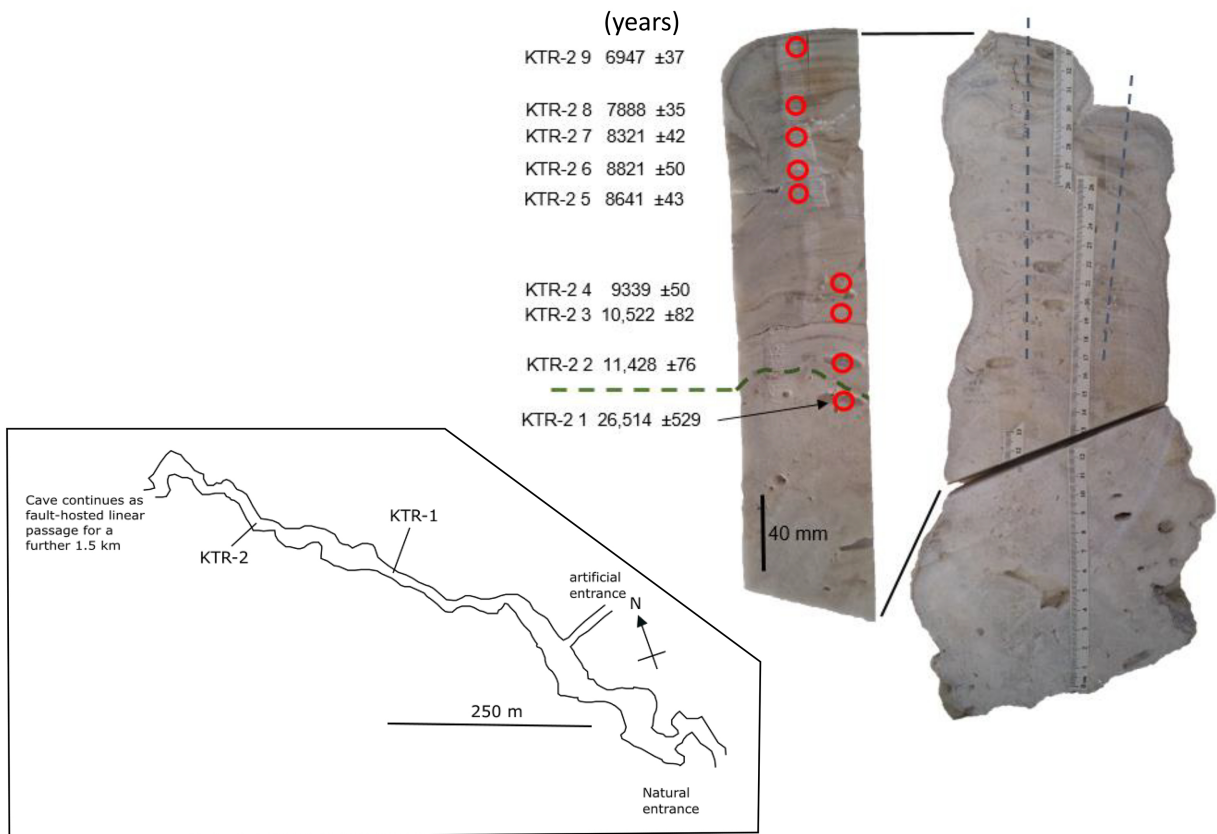 (years)
KTR-2 9 6947 ±37
KTR-2 8 7888 ±35
KTR-2 7 8321 ±42
KTR-2 6 8821 ±50
KTR-2 5 8641 ±43
KTR-2 4 9339 ±50
KTR-2 3 10,522 ±82
KTR-2 2 11,428 ±76
KTR-2 1 26,514 ±529
40 mm
Cave continues as
fault-hosted linear
passage for a
further 1.5 km
KTR-2
KTR-1
artificial
entrance
N
250 m
Natural
entrance